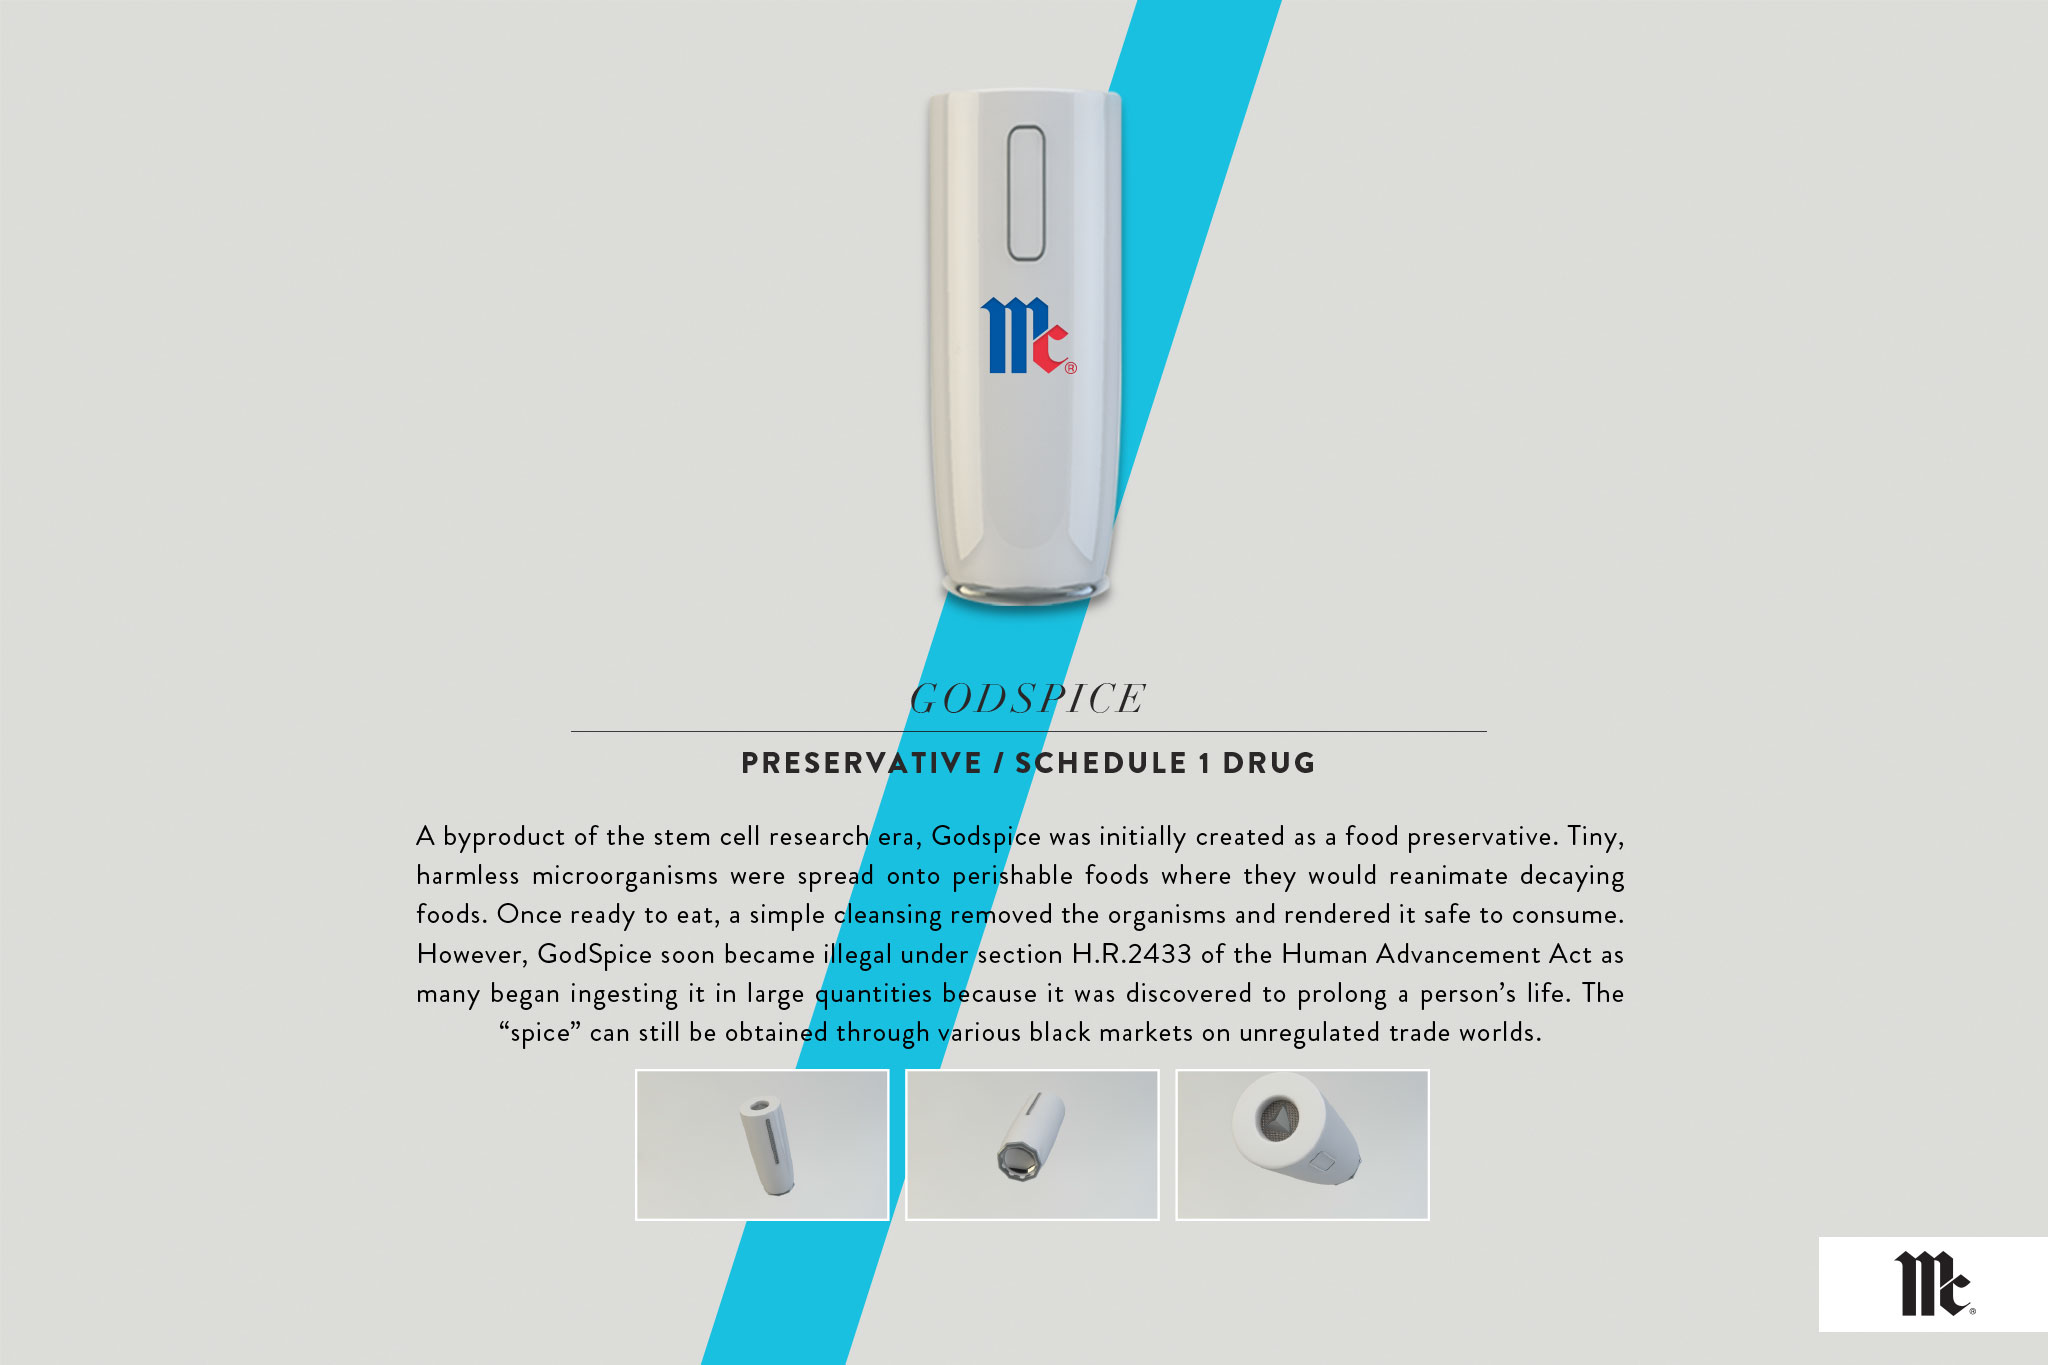 mc®
GODSPICE
PRESERVATIVE / SCHEDULE 1 DRUG
A byproduct of the stem cell research era, Godspice was initially created as a food preservative. Tiny,
harmless microorganisms were spread onto perishable foods where they would reanimate decaying
foods. Once ready to eat, a simple cleansing removed the organisms and rendered it safe to consume.
However, GodSpice soon became illegal under section H.R.2433 of the Human Advancement Act as
many began ingesting it in large quantities because it was discovered to prolong a person’s life. The
“spice” can still be obtained through various black markets on unregulated trade worlds.
mc®